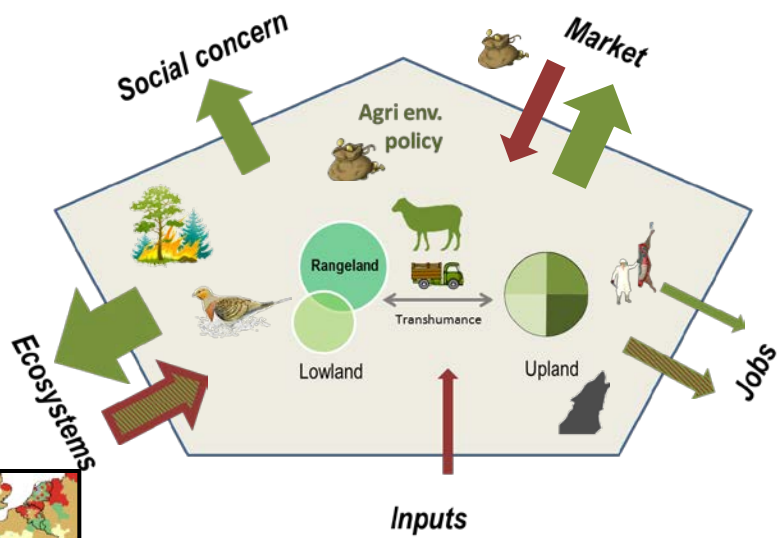 Social concern
Market
Agri env.
policy
Rangeland
Transhumance
Lowland
Upland
Ecosystems
Jobs
Inputs